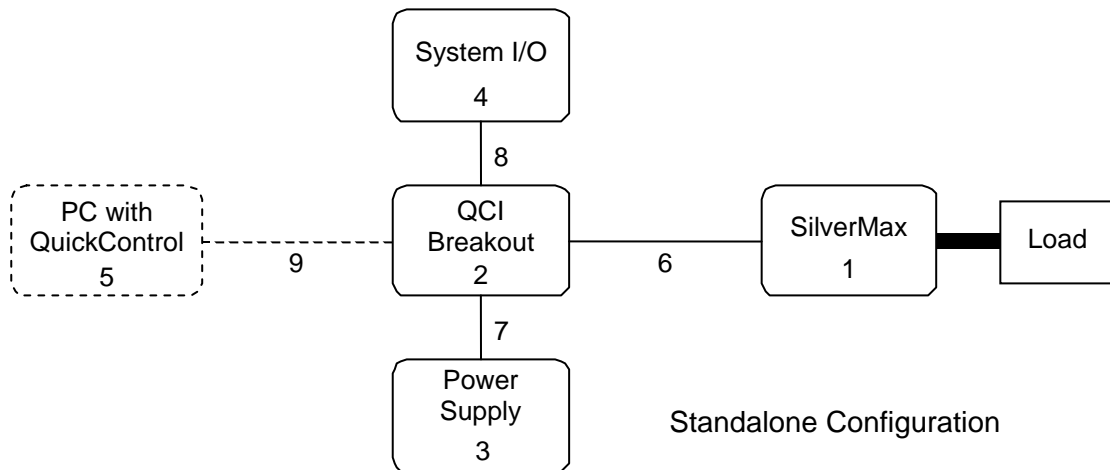 System I/O
4
8
PC with
QuickControl
5
9
QCI
Breakout
2
6
SilverMax
1
Load
7
Power
Supply
3
Standalone Configuration